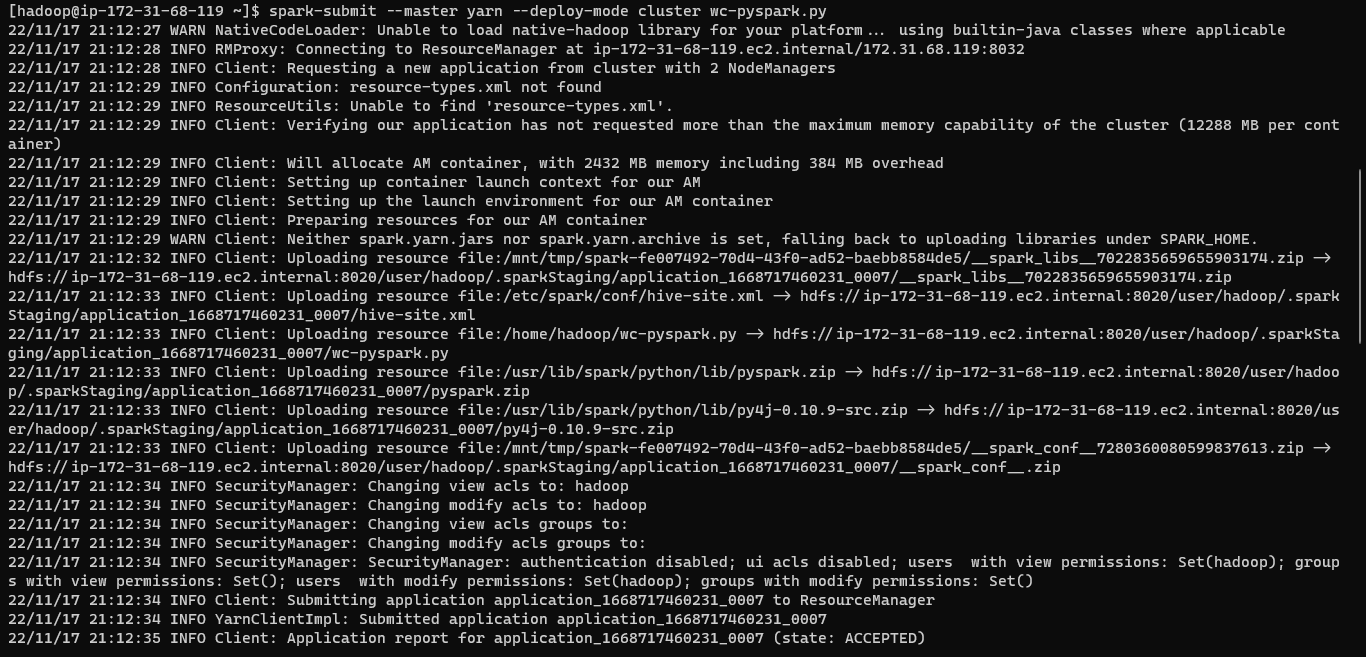 [hadoop@ip-172-31-68-119 ~]$ spark-submit --master yarn --deploy-mode cluster wc-pyspark.py
22/11/17 21:12:27 WARN NativeCodeLoader: Unable to load native-hadoop library for your platform... using builtin-java classes where applicable
22/11/17 21:12:28 INFO RMProxy: Connecting to ResourceManager at ip-172-31-68-119.ec2.internal/172.31.68.119:8032
22/11/17 21:12:28 INFO Client: Requesting a new application from cluster with 2 NodeManagers
22/11/17 21:12:29 INFO Configuration: resource-types.xml not found
22/11/17 21:12:29 INFO ResourceUtils: Unable to find 'resource-types.xml'.
22/11/17 21:12:29 INFO Client: Verifying our application has not requested more than the maximum memory capability of the cluster (12288 MB per cont
ainer)
22/11/17 21:12:29 INFO Client: Will allocate AM container, with 2432 MB memory including 384 MB overhead
22/11/17 21:12:29 INFO Client: Setting up container launch context for our AM
22/11/17 21:12:29 INFO Client: Setting up the launch environment for our AM container
22/11/17 21:12:29 INFO Client: Preparing resources for our AM container
22/11/17 21:12:29 WARN Client: Neither spark.yarn.jars nor spark.yarn.archive is set, falling back to uploading libraries under SPARK_HOME.
22/11/17 21:12:32 INFO Client: Uploading resource file:/mnt/tmp/spark-fe007492-70d4-43f0-ad52-baebb8584de5/__spark_libs__7022835659655903174.zip ->
hdfs://ip-172-31-68-119.ec2.internal:8020/user/hadoop/.sparkStaging/application_1668717460231_0007/__spark_libs__7022835659655903174.zip
22/11/17 21:12:33 INFO Client: Uploading resource file:/etc/spark/conf/hive-site.xml -> hdfs://ip-172-31-68-119.ec2.internal:8020/user/hadoop/.spark
Staging/application_1668717460231_0007/hive-site.xml
22/11/17 21:12:33 INFO Client: Uploading resource file:/home/hadoop/wc-pyspark.py -> hdfs://ip-172-31-68-119.ec2.internal:8020/user/hadoop/.sparkSta
ging/application_1668717460231_0007/wc-pyspark.py
22/11/17 21:12:33 INFO Client: Uploading resource file:/usr/lib/spark/python/lib/pyspark.zip -> hdfs://ip-172-31-68-119.ec2.internal:8020/user/hadoo
p/.sparkStaging/application_1668717460231_0007/pyspark.zip
22/11/17 21:12:33 INFO Client: Uploading resource file:/usr/lib/spark/python/lib/py4j-0.10.9-src.zip -> hdfs://ip-172-31-68-119.ec2.internal:8020/us
er/hadoop/.sparkStaging/application_1668717460231_0007/py4j-0.10.9-src.zip
22/11/17 21:12:33 INFO Client: Uploading resource file:/mnt/tmp/spark-fe007492-70d4-43f0-ad52-baebb8584de5/__spark_conf__7280360080599837613.zip ->
hdfs://ip-172-31-68-119.ec2.internal:8020/user/hadoop/.sparkStaging/application_1668717460231_0007/__spark_conf__.zip
22/11/17 21:12:34 INFO SecurityManager: Changing view acls to: hadoop
22/11/17 21:12:34 INFO SecurityManager: Changing modify acls to: hadoop
22/11/17 21:12:34 INFO SecurityManager: Changing view acls groups to:
22/11/17 21:12:34 INFO SecurityManager: Changing modify acls groups to:
22/11/17 21:12:34 INFO SecurityManager: SecurityManager: authentication disabled; ui acls disabled; users  with view permissions: Set(hadoop); group
s with view permissions: Set(); users  with modify permissions: Set(hadoop); groups with modify permissions: Set()
22/11/17 21:12:34 INFO Client: Submitting application application_1668717460231_0007 to ResourceManager
22/11/17 21:12:34 INFO YarnClientImpl: Submitted application application_1668717460231_0007
22/11/17 21:12:35 INFO Client: Application report for application_1668717460231_0007 (state: ACCEPTED)